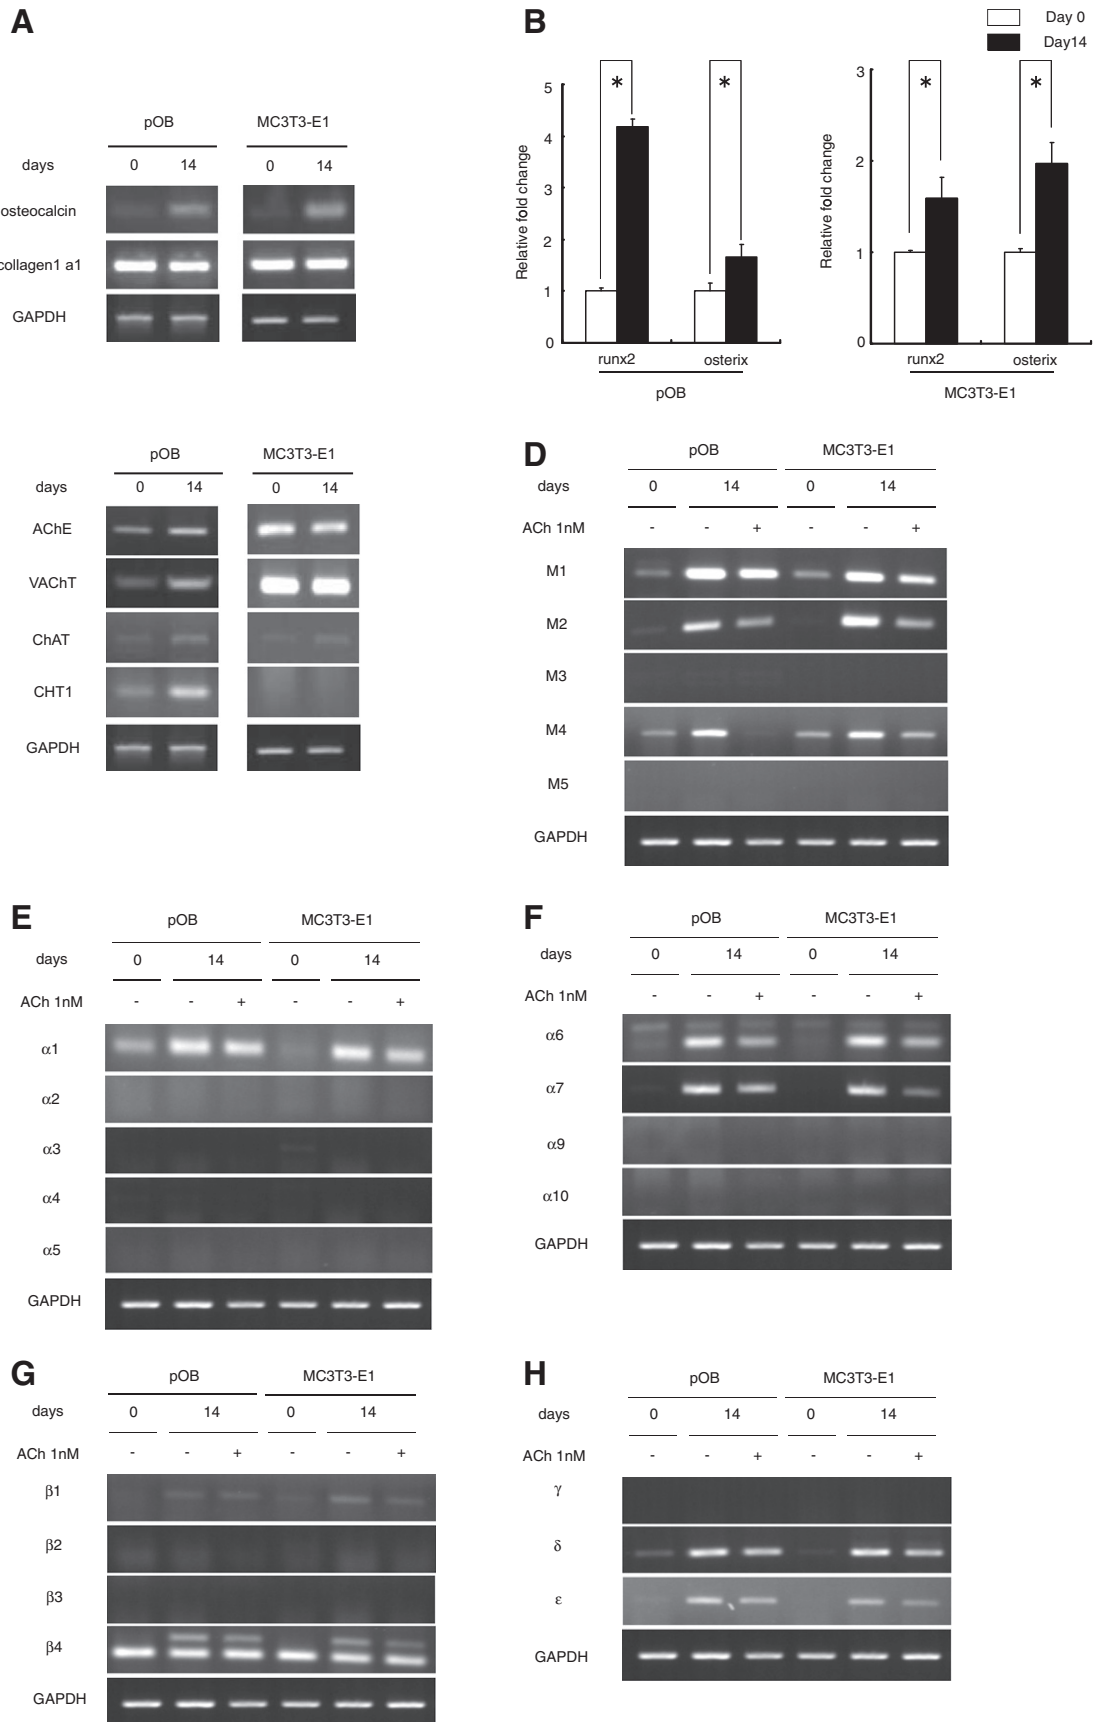 A
pOB MC3T3-E1
days 0 14 0 14
osteocalcin
collagen1 a1
GAPDH
B
Day 0
Day14
Relative fold change
5
4
3
2
1
0
* *
runx2 osterix
pOB
Relative fold change
3
2
1
0
* *
runx2 osterix
MC3T3-E1
pOB MC3T3-E1
days 0 14 0 14
AChE
VAChT
ChAT
CHT1
GAPDH
D
pOB MC3T3-E1
days 0 14 0 14
ACh 1nM - - + - - +
M1
M2
M3
M4
M5
GAPDH
E
pOB MC3T3-E1
days 0 14 0 14
ACh 1nM - - + - - +
α1
α2
α3
α4
α5
GAPDH
F
pOB MC3T3-E1
days 0 14 0 14
ACh 1nM - - + - - +
α6
α7
α9
α10
GAPDH
G
pOB MC3T3-E1
days 0 14 0 14
ACh 1nM - - + - - +
β1
β2
β3
β4
GAPDH
H
pOB MC3T3-E1
days 0 14 0 14
ACh 1nM - - + - - +
γ
δ
ε
GAPDH